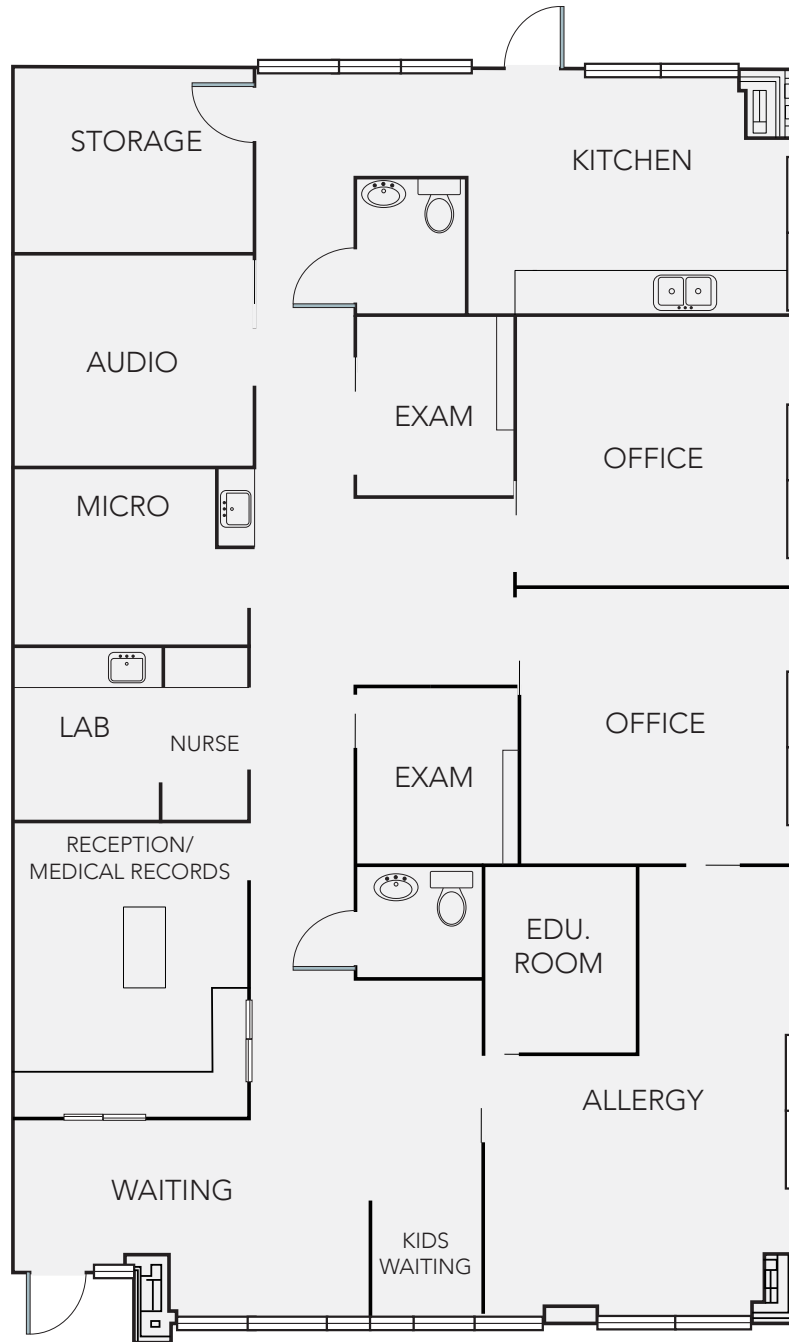 STORAGE
KITCHEN
AUDIO
EXAM
OFFICE
MICRO
LAB
NURSE
OFFICE
EXAM
RECEPTION/
MEDICAL RECORDS
EDU.
ROOM
ALLERGY
WAITING
KIDS
WAITING